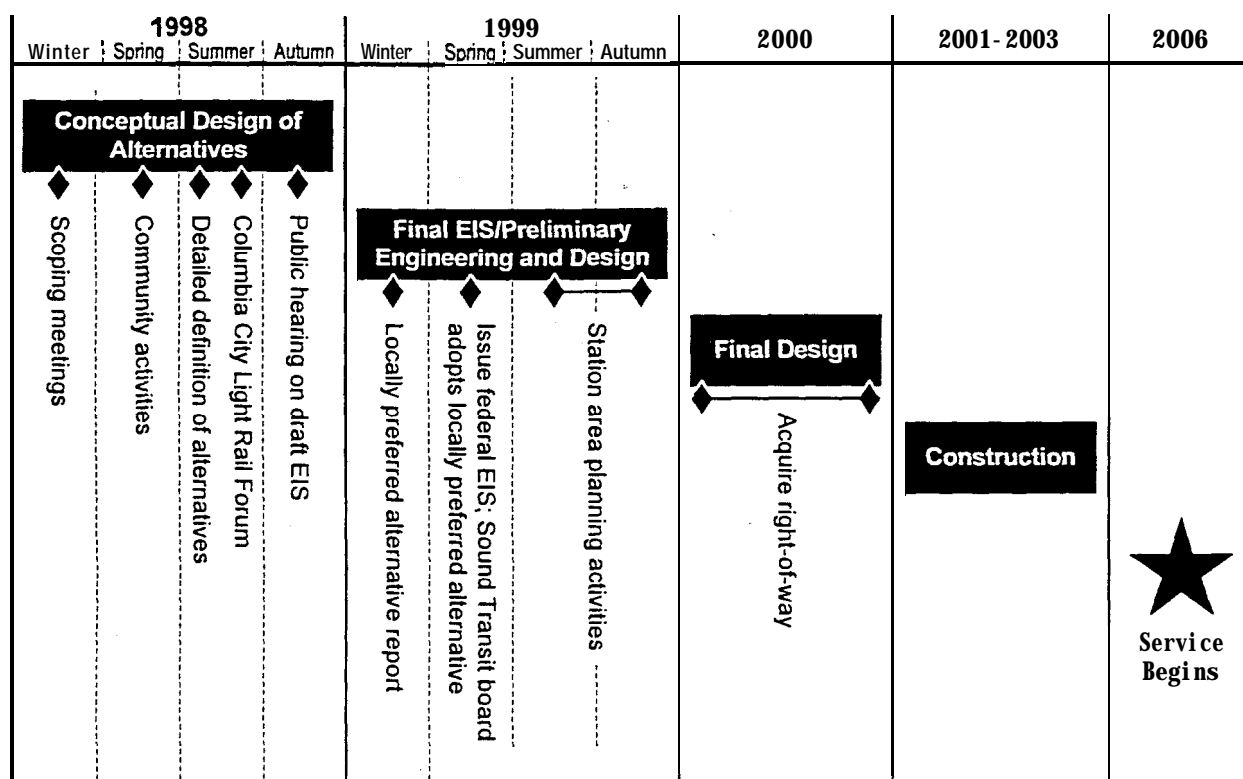 1998
Winter Spring Summer Autumn
1999
Winter Spring Summer Autumn
2000
2001-2003
2006
Conceptual Design of
Alternatives
Scoping meetings
Community activities
Detailed definition of alternatives
Columbia City Light Rail Forum
Public hearing on draft EIS
Final EIS/Preliminary
Engineering and Design
Locally preferred alternative report
Issue federal EIS; Sound Transit board
adopts locally preferred alternative
Station area planning activities
Final Design
Acquire right-of-way
Construction
Service
Begins